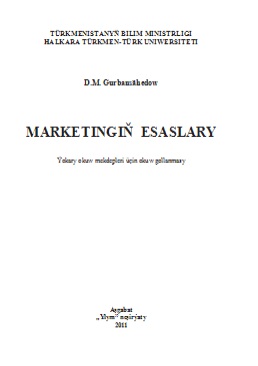 TÜRKMENISTANYŇ BILIM MINISTRLIGI
HALKARA TÜRKMEN-TÜRK UNIWERSITETI
D.M. Gurbansähedow
MARKETINGIŇ ESASLARY
Ýokary okuw mekdepleri üçin okuw gollanmasy
Aşgabat
„Ylym” neşirýaty
2011